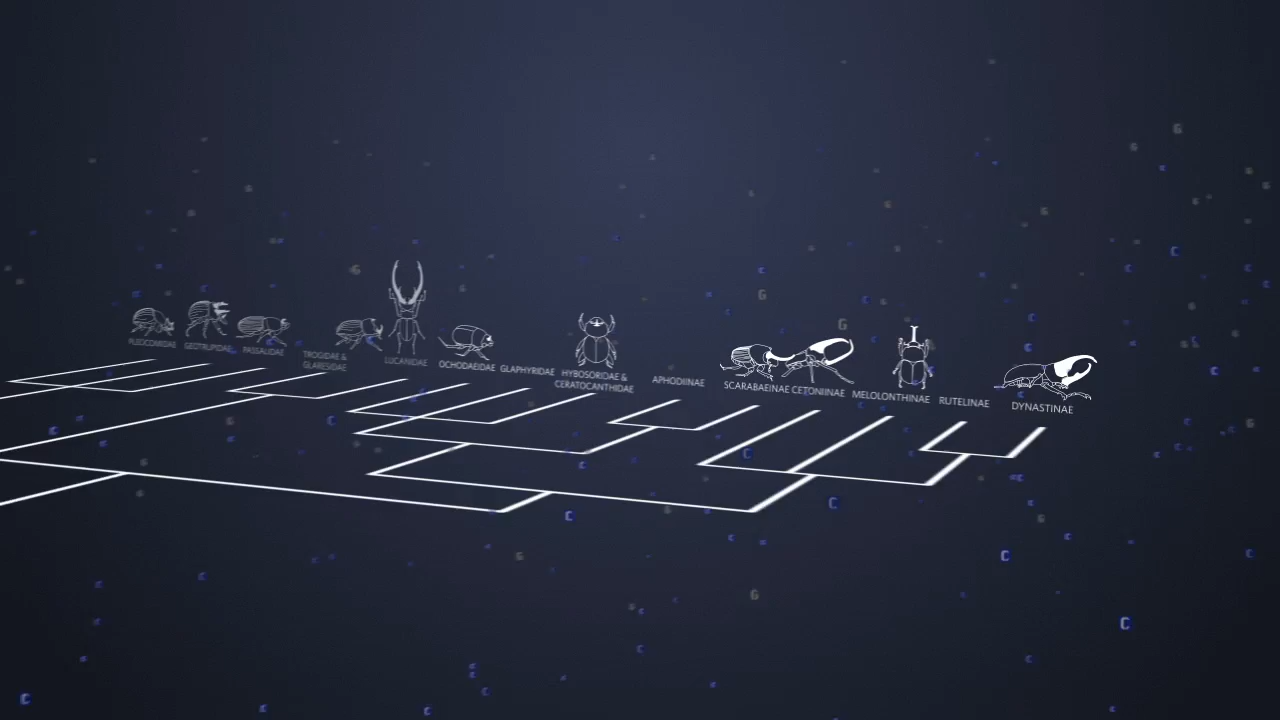 PLEOCOMIDAE
GEOTRUPIDAE
PASSALIDAE
TROGIDAE &
GLARESIDAE
LUCANIDAE
OCHODAEIDAE
GLAPHYRIDAE
HYBOSORIDAE &
CERATOCANTHIDAE
APHODIINAE
SCARABAEINAE
CETONIINAE
MELOLONTHINAE
RUTELINAE
DYNASTINAE